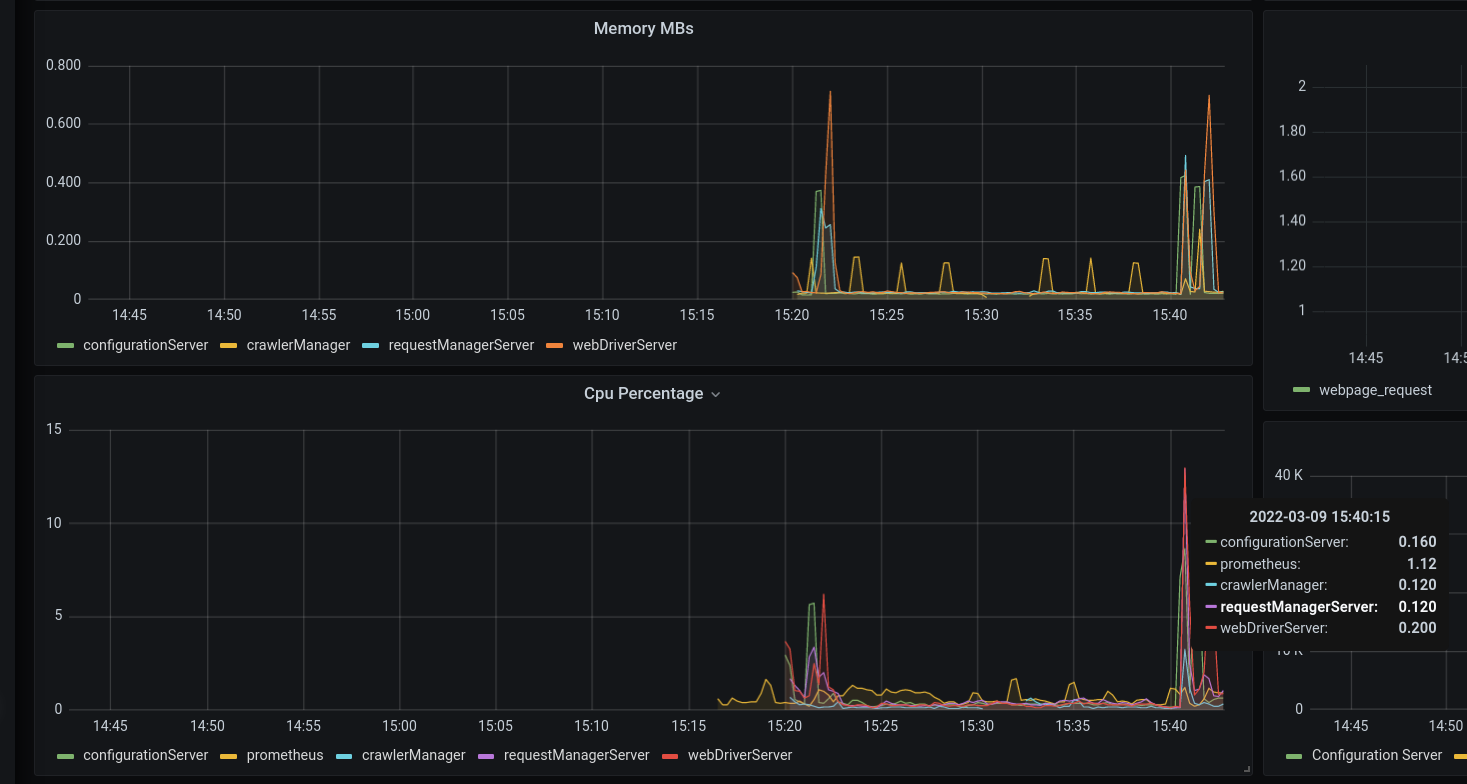 Memory MBs
0.800
0.600
0.400
0.200
0
14:45 14:50 14:55 15:00 15:05 15:10 15:15 15:20 15:25 15:30 15:35 15:40
configurationServer crawlerManager requestManagerServer webDriverServer
2
1.80
1.60
1.40
1.20
1
14:45
webpage_request
Cpu Percentage
15
10
5
0
14:45 14:50 14:55 15:00 15:05 15:10 15:15 15:20 15:25 15:30 15:35 15:40
configurationServer prometheus crawlerManager requestManagerServer webDriverServer
2022-03-09 15:40:15
configurationServer: 0.160
prometheus: 1.12
crawlerManager: 0.120
requestManagerServer: 0.120
webDriverServer: 0.200
40 K
10 K
0
14:45 14:50
Configuration Server